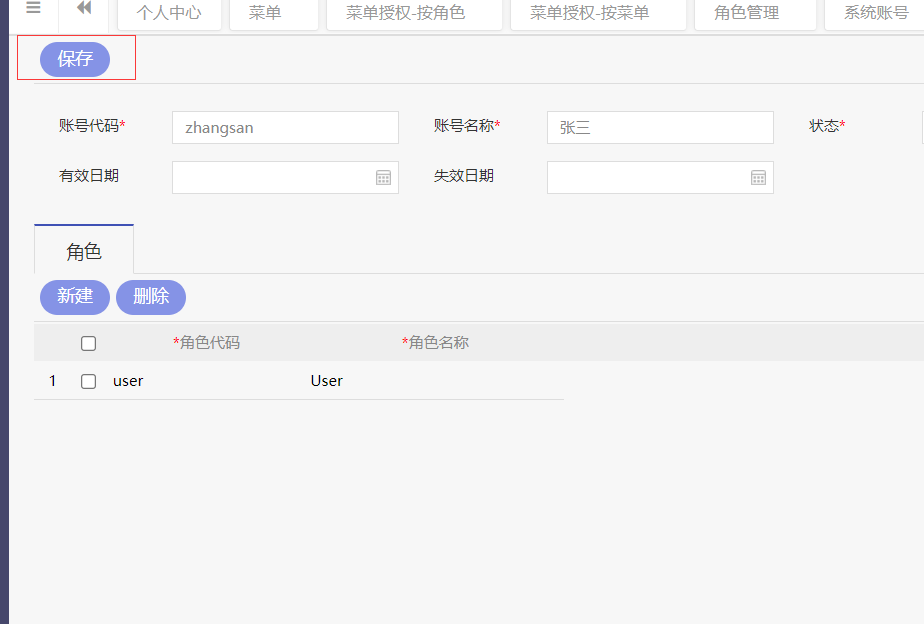 个人中心 菜单 菜单授权-按角色 菜单授权-按菜单 角色管理 系统账号
保存
账号代码* zhangsan 账号名称* 张三 状态*
有效日期 失效日期
角色
新建 删除
*角色代码 *角色名称
1 user User